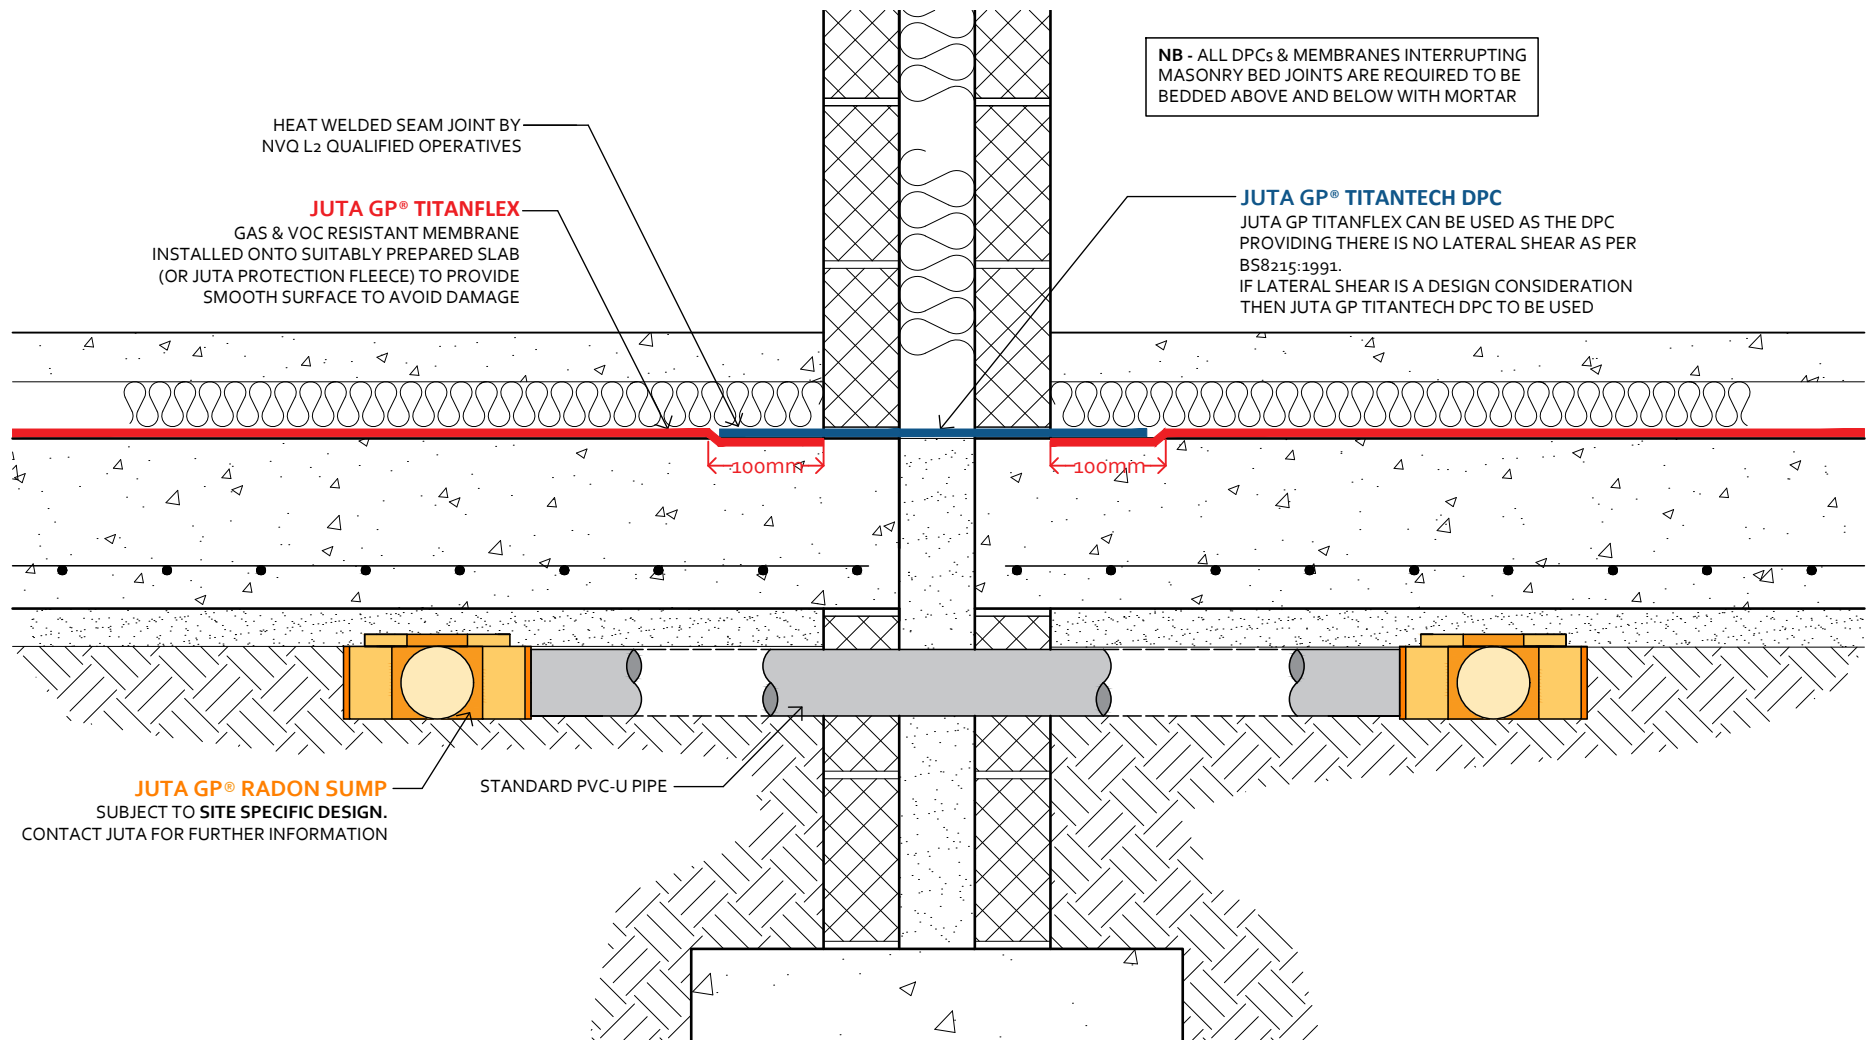 NB - ALL DPCs & MEMBRANES INTERRUPTING
MASONRY BED JOINTS ARE REQUIRED TO BE
BEDDED ABOVE AND BELOW WITH MORTAR
HEAT WELDED SEAM JOINT BY
NVQ L2 QUALIFIED OPERATIVES
JUTA GP® TITANFLEX
GAS & VOC RESISTANT MEMBRANE
INSTALLED ONTO SUITABLY PREPARED SLAB
(OR JUTA PROTECTION FLEECE) TO PROVIDE
SMOOTH SURFACE TO AVOID DAMAGE
JUTA GP® TITANTECH DPC
JUTA GP TITANFLEX CAN BE USED AS THE DPC
PROVIDING THERE IS NO LATERAL SHEAR AS PER
BS8215:1991.
IF LATERAL SHEAR IS A DESIGN CONSIDERATION
THEN JUTA GP TITANTECH DPC TO BE USED
100mm
100mm
JUTA GP® RADON SUMP
SUBJECT TO SITE SPECIFIC DESIGN.
CONTACT JUTA FOR FURTHER INFORMATION
STANDARD PVC-U PIPE